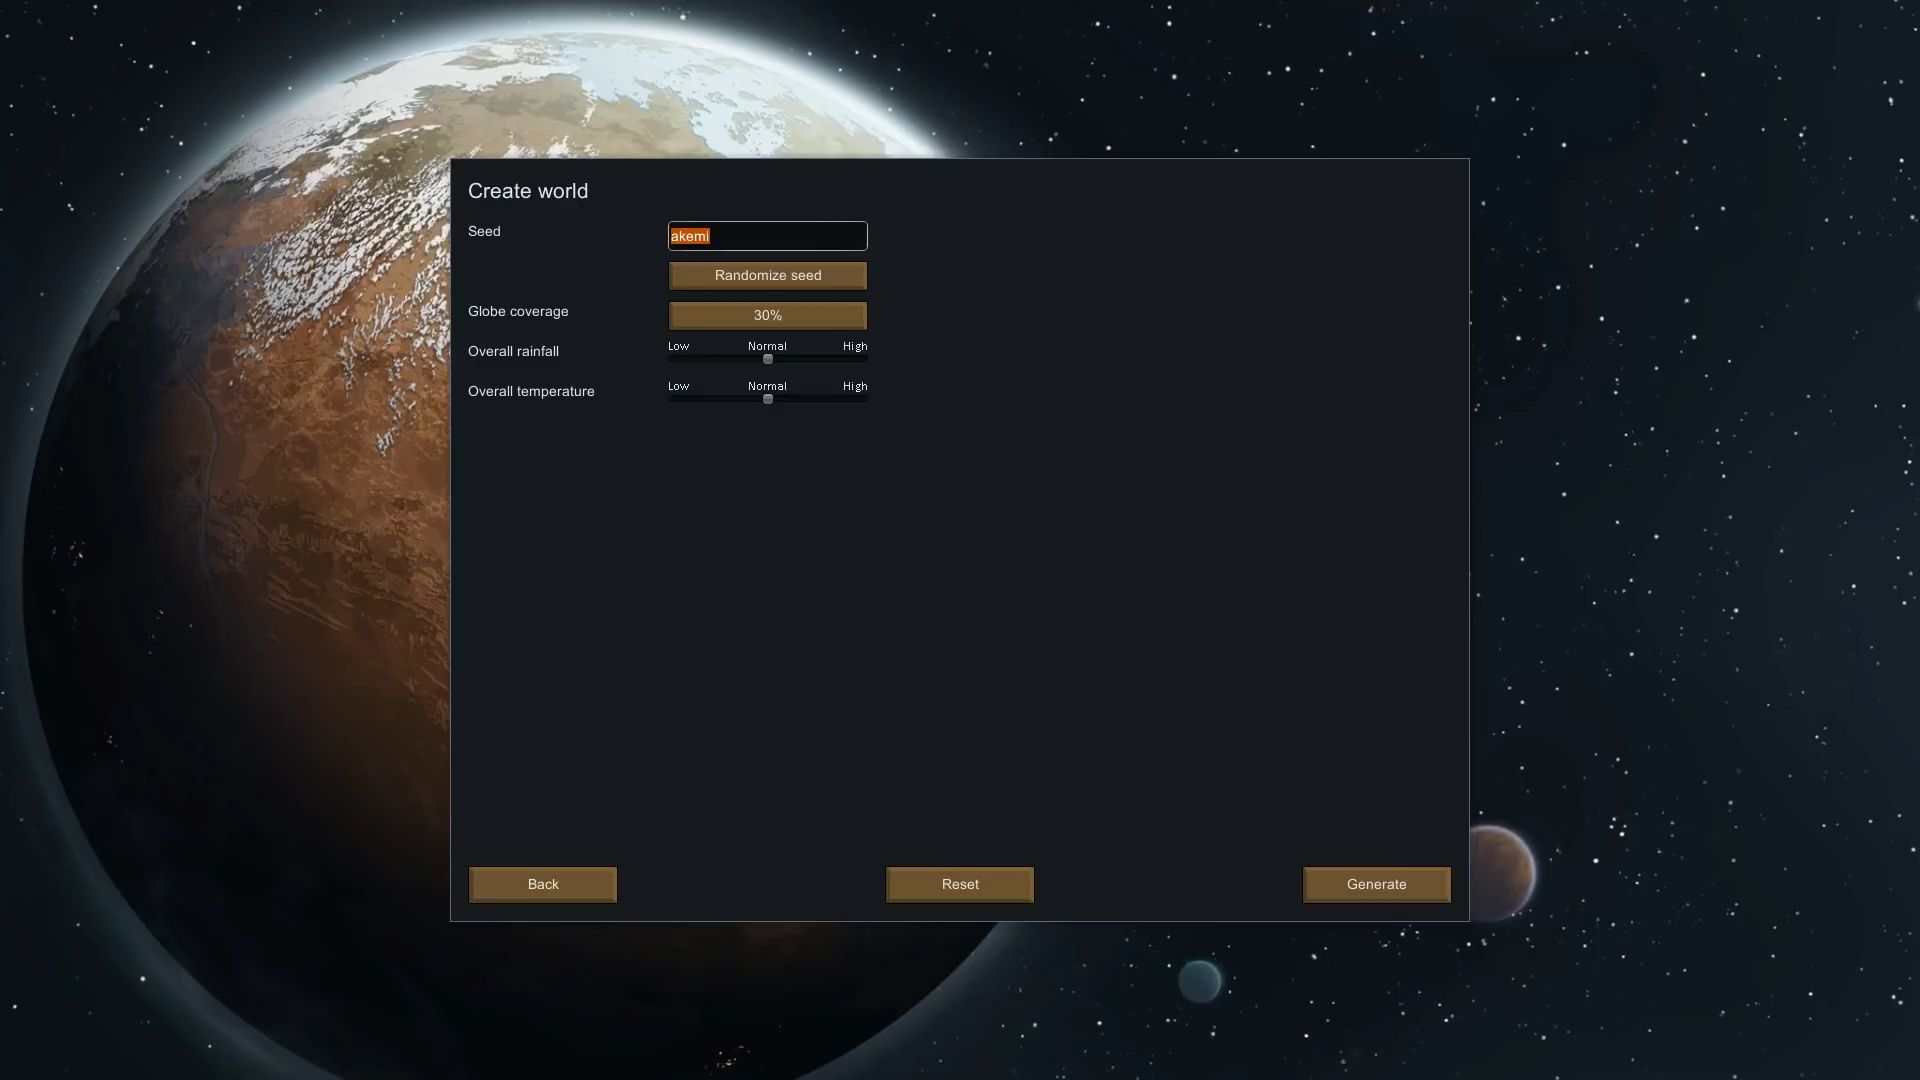 Create world
Seed
akemi
Randomize seed
Globe coverage
30%
Overall rainfall
Low Normal High
Overall temperature
Low Normal High
Back
Reset
Generate